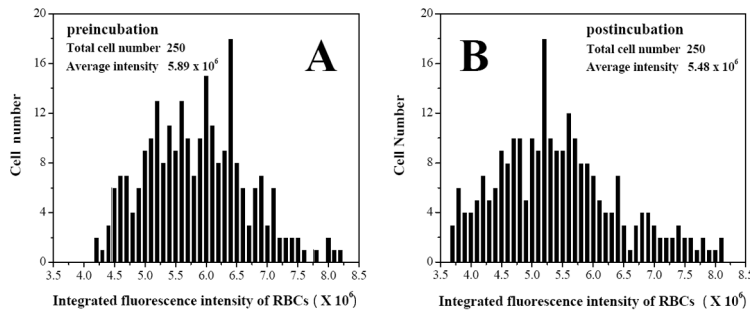 preincubation
Total cell number 250
Average intensity 5.89 x 10⁶
A
Cell number
20
16
12
8
4
0
3.5 4.0 4.5 5.0 5.5 6.0 6.5 7.0 7.5 8.0 8.5
Integrated fluorescence intensity of RBCs ( X 10⁶)
postincubation
Total cell number 250
Average intensity 5.48 x 10⁶
B
Cell Number
20
16
12
8
4
0
3.5 4.0 4.5 5.0 5.5 6.0 6.5 7.0 7.5 8.0 8.5
Integrated fluorescence intensity of RBCs ( X 10⁶)